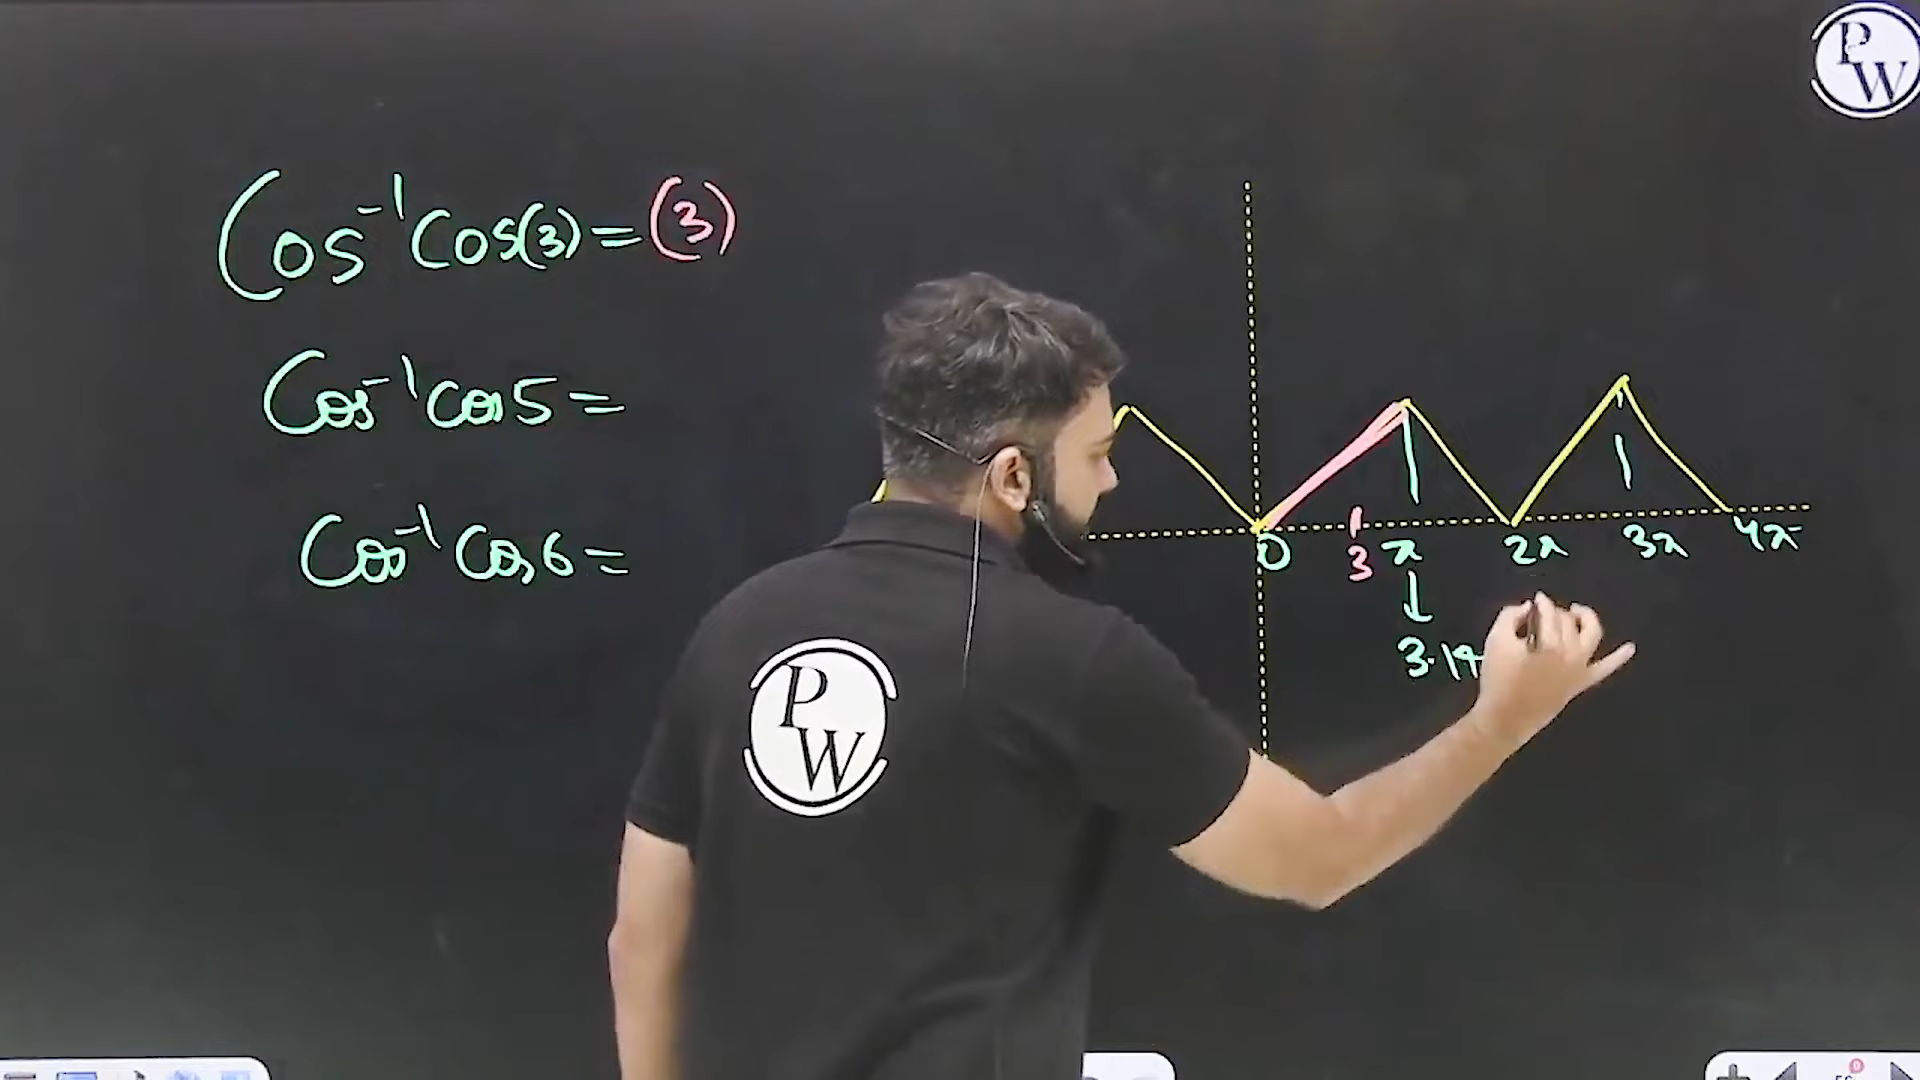 Cos⁻¹Cos(3)=(3)
Cos⁻¹cos5=
Cos⁻¹Cos6=
0 3 π 2π 3π 4π
3.14
PW
PW